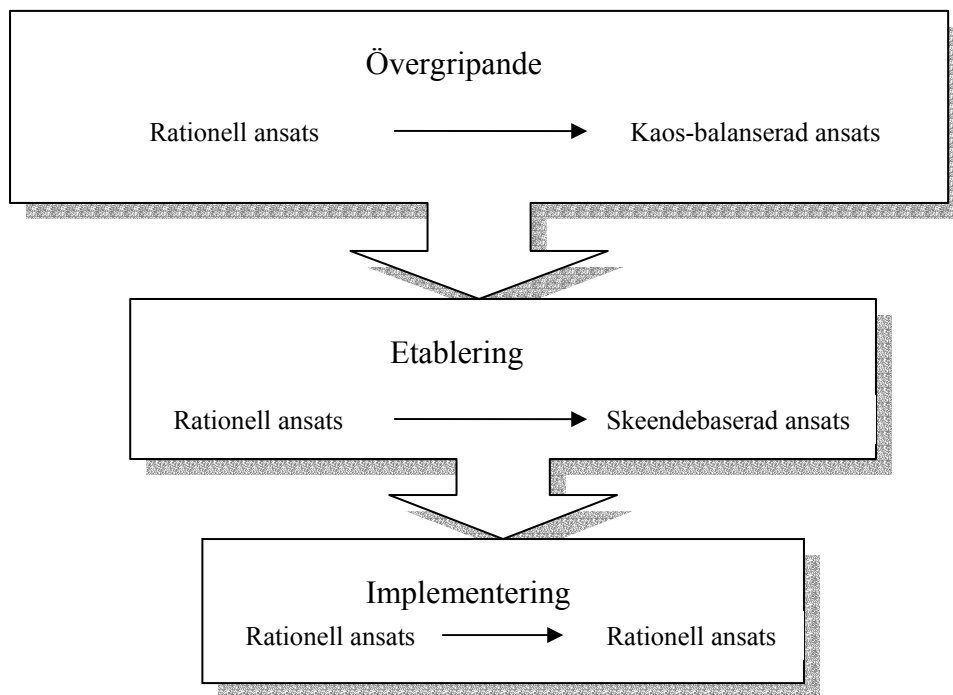 Övergripande
Rationell ansats Kaos-balanserad ansats
Etablering
Rationell ansats Skeendebaserad ansats
Implementering
Rationell ansats Rationell ansats